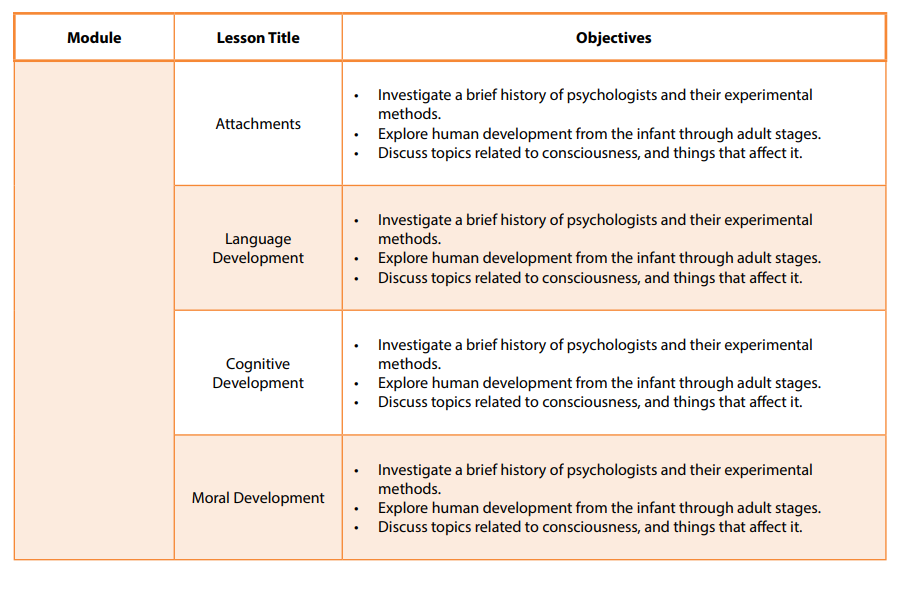 Module Lesson Title Objectives
Attachments
• Investigate a brief history of psychologists and their experimental
methods.
• Explore human development from the infant through adult stages.
• Discuss topics related to consciousness, and things that affect it.
Language
Development
• Investigate a brief history of psychologists and their experimental
methods.
• Explore human development from the infant through adult stages.
• Discuss topics related to consciousness, and things that affect it.
Cognitive
Development
• Investigate a brief history of psychologists and their experimental
methods.
• Explore human development from the infant through adult stages.
• Discuss topics related to consciousness, and things that affect it.
Moral Development
• Investigate a brief history of psychologists and their experimental
methods.
• Explore human development from the infant through adult stages.
• Discuss topics related to consciousness, and things that affect it.